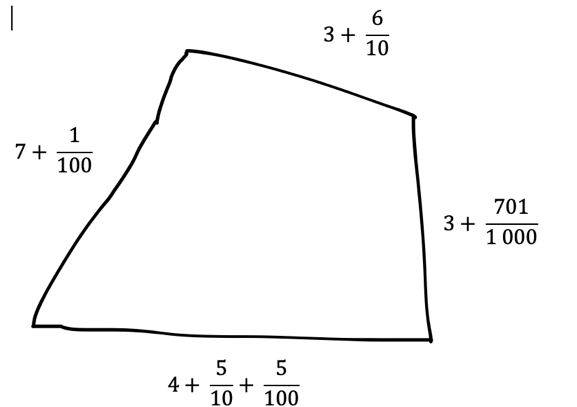 3 + 6/10
7 + 1/100
3 + 701/1 000
4 + 5/10 + 5/100